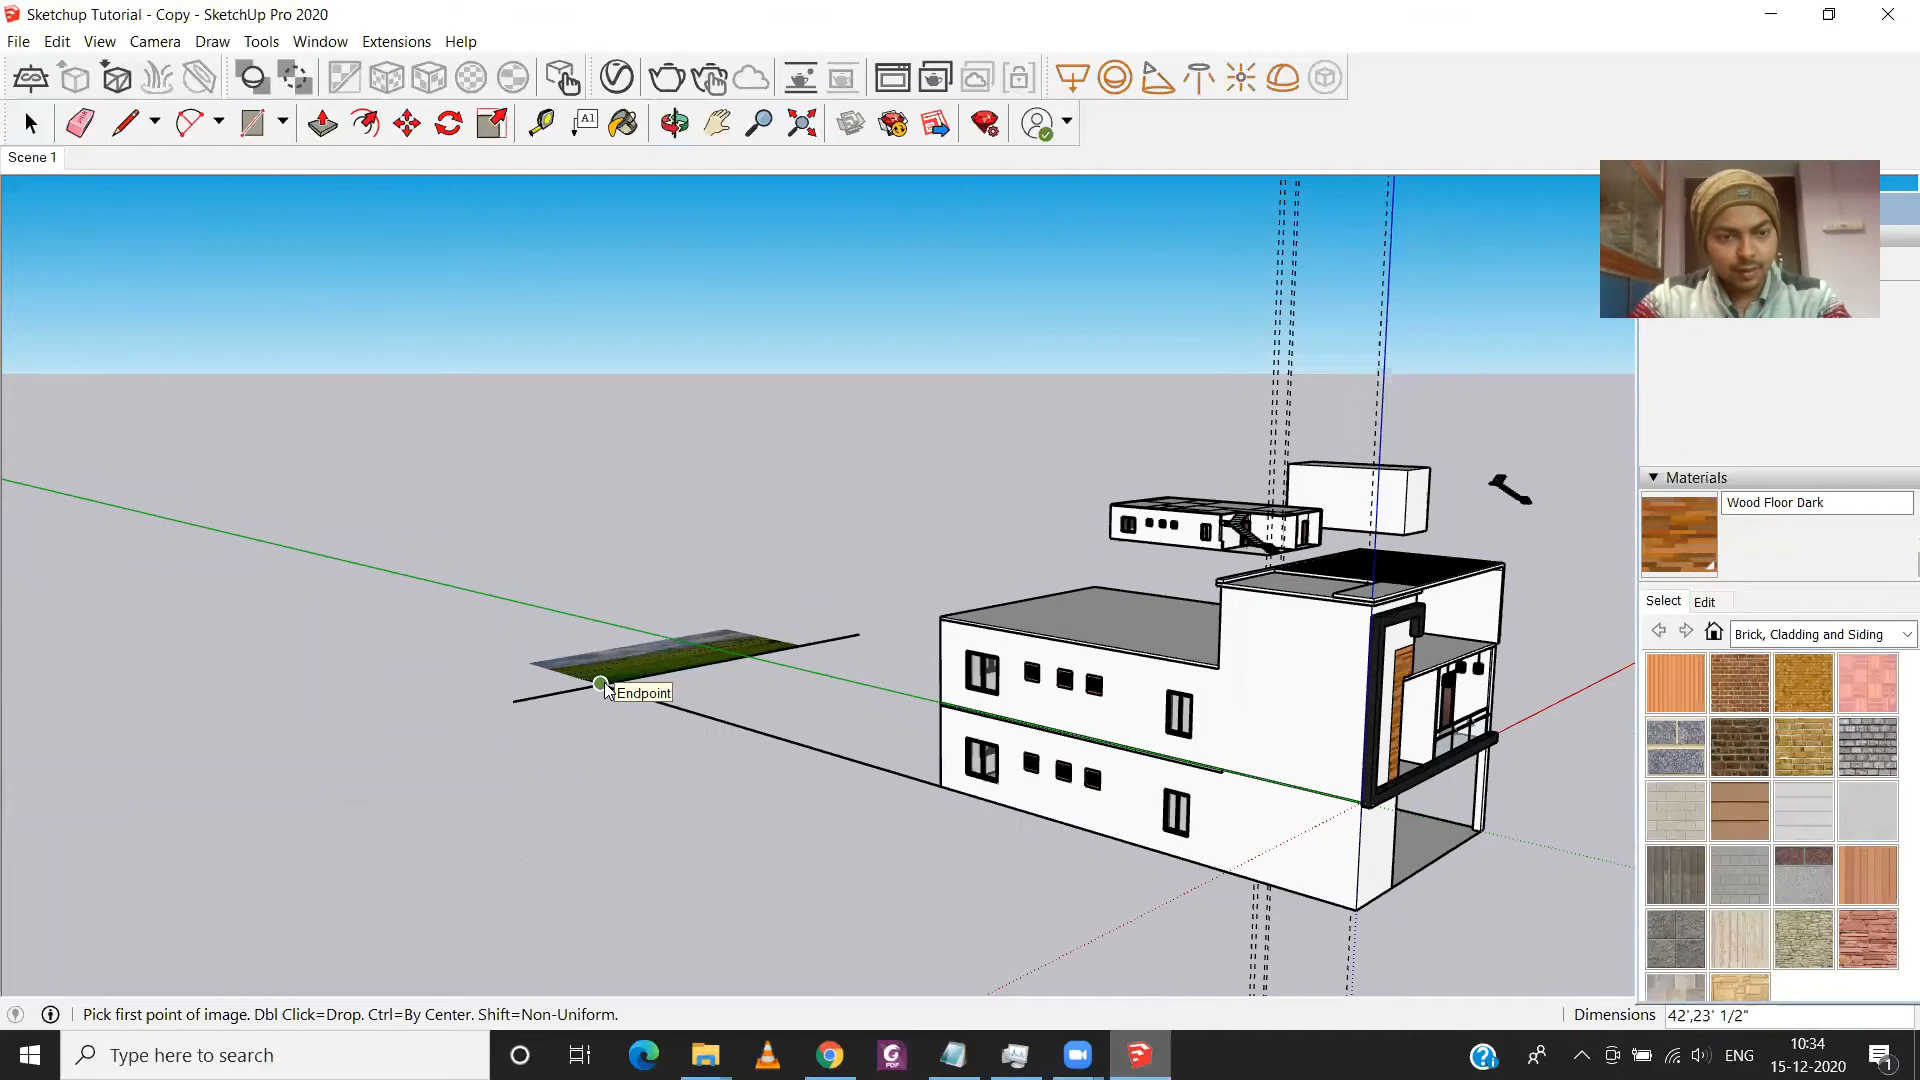 Sketchup Tutorial - Copy - SketchUp Pro 2020
File Edit View Camera Draw Tools Window Extensions Help
A1
Scene 1
Endpoint
Materials
Wood Floor Dark
Select Edit
Brick, Cladding and Siding
Pick first point of image. Dbl Click=Drop. Ctrl=By Center. Shift=Non-Uniform.
Dimensions 42',23' 1/2"
Type here to search
PDF
ENG
10:34
15-12-2020
1